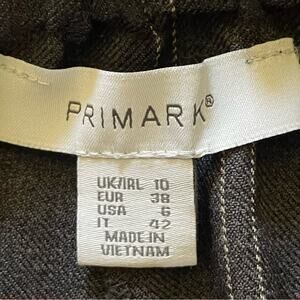 PRIMARK®
UK/IRL 10
EUR 38
USA 6
IT 42
MADE IN
VIETNAM